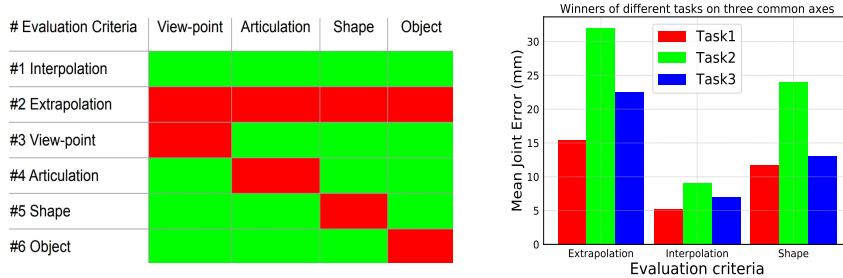 # Evaluation Criteria View-point Articulation Shape Object
#1 Interpolation
#2 Extrapolation
#3 View-point
#4 Articulation
#5 Shape
#6 Object
Winners of different tasks on three common axes
Mean Joint Error (mm)
30
25
20
15
10
5
0
Task1
Task2
Task3
Extrapolation Interpolation Shape
Evaluation criteria